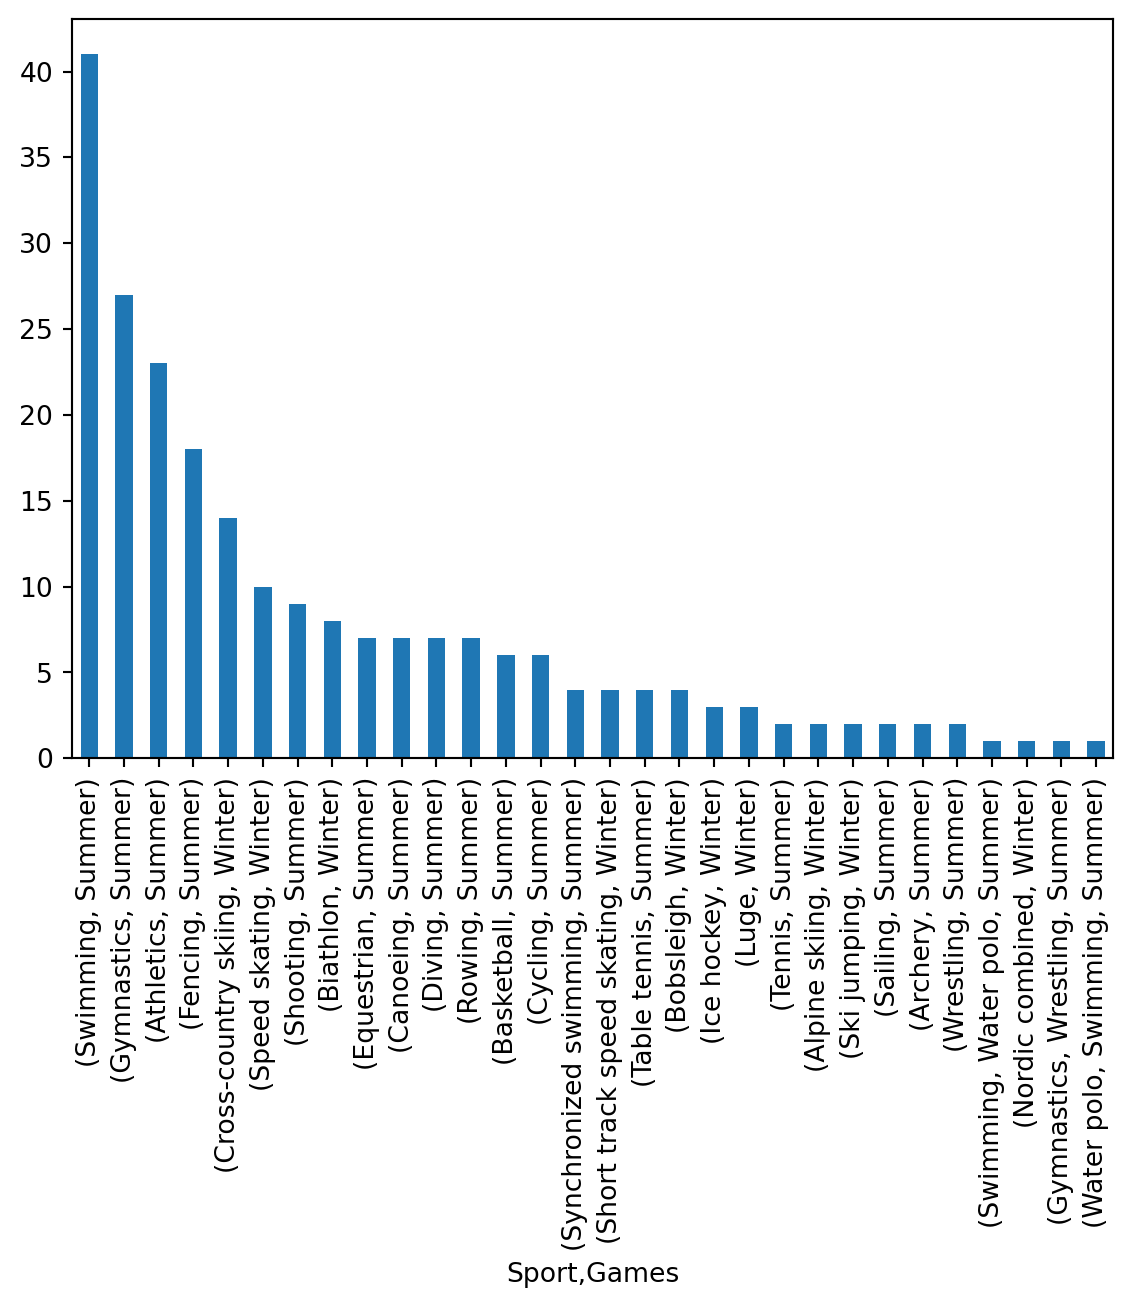 40
35
30
25
20
15
10
5
0
(Swimming, Summer)
(Gymnastics, Summer)
(Athletics, Summer)
(Fencing, Summer)
(Cross-country skiing, Winter)
(Speed skating, Winter)
(Shooting, Summer)
(Biathlon, Winter)
(Equestrian, Summer)
(Canoeing, Summer)
(Diving, Summer)
(Rowing, Summer)
(Basketball, Summer)
(Cycling, Summer)
(Synchronized swimming, Summer)
(Short track speed skating, Winter)
(Table tennis, Summer)
(Bobsleigh, Winter)
(Ice hockey, Winter)
(Luge, Winter)
(Tennis, Summer)
(Alpine skiing, Winter)
(Ski jumping, Winter)
(Sailing, Summer)
(Archery, Summer)
(Wrestling, Summer)
(Swimming, Water polo, Summer)
(Nordic combined, Winter)
(Gymnastics, Wrestling, Summer)
(Water polo, Swimming, Summer)
Sport,Games